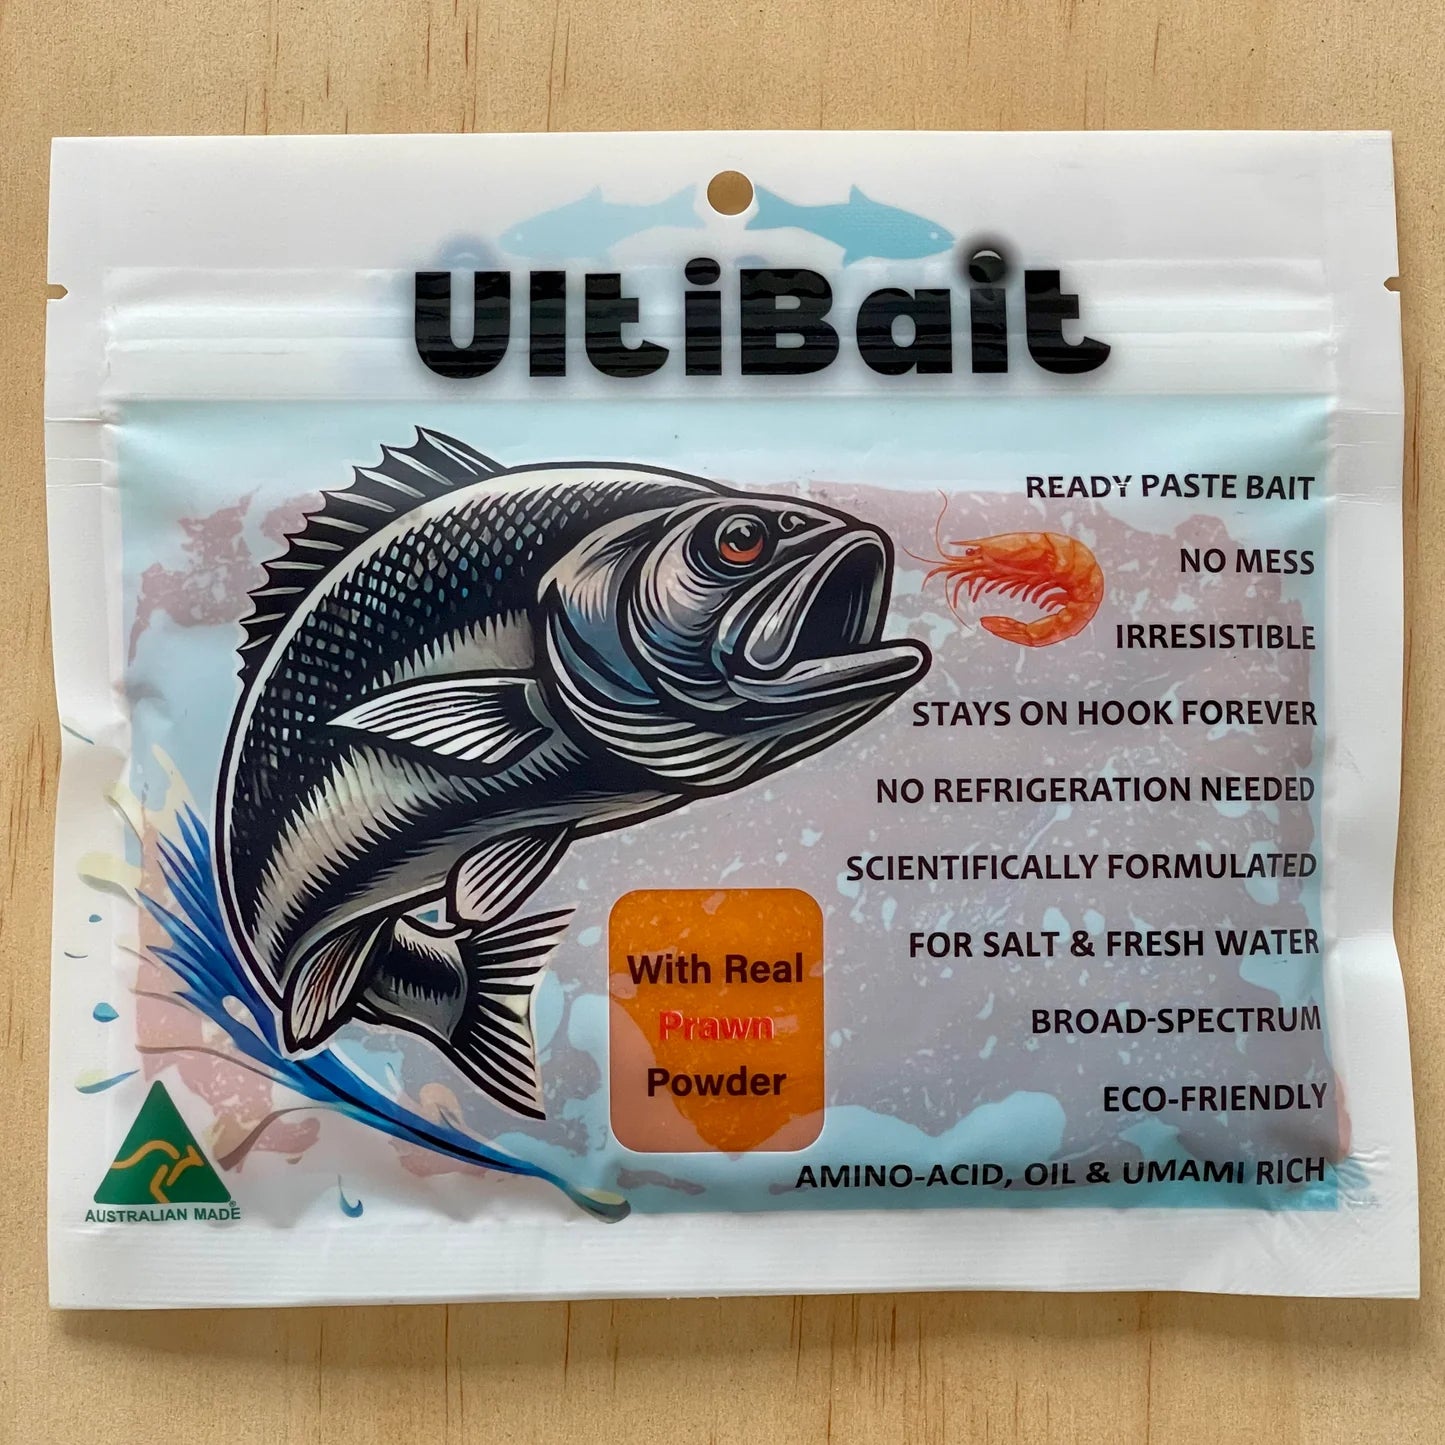 UltiBait
READY PASTE BAIT
NO MESS
IRRESISTIBLE
STAYS ON HOOK FOREVER
NO REFRIGERATION NEEDED
SCIENTIFICALLY FORMULATED
FOR SALT & FRESH WATER
BROAD-SPECTRUM
ECO-FRIENDLY
AMINO-ACID, OIL & UMAMI RICH
With Real
Prawn
Powder
AUSTRALIAN MADE